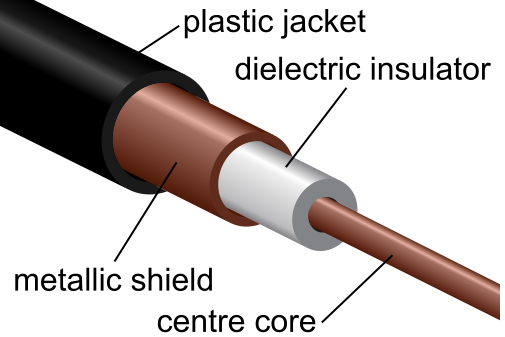 plastic jacket
dielectric insulator
metallic shield
centre core